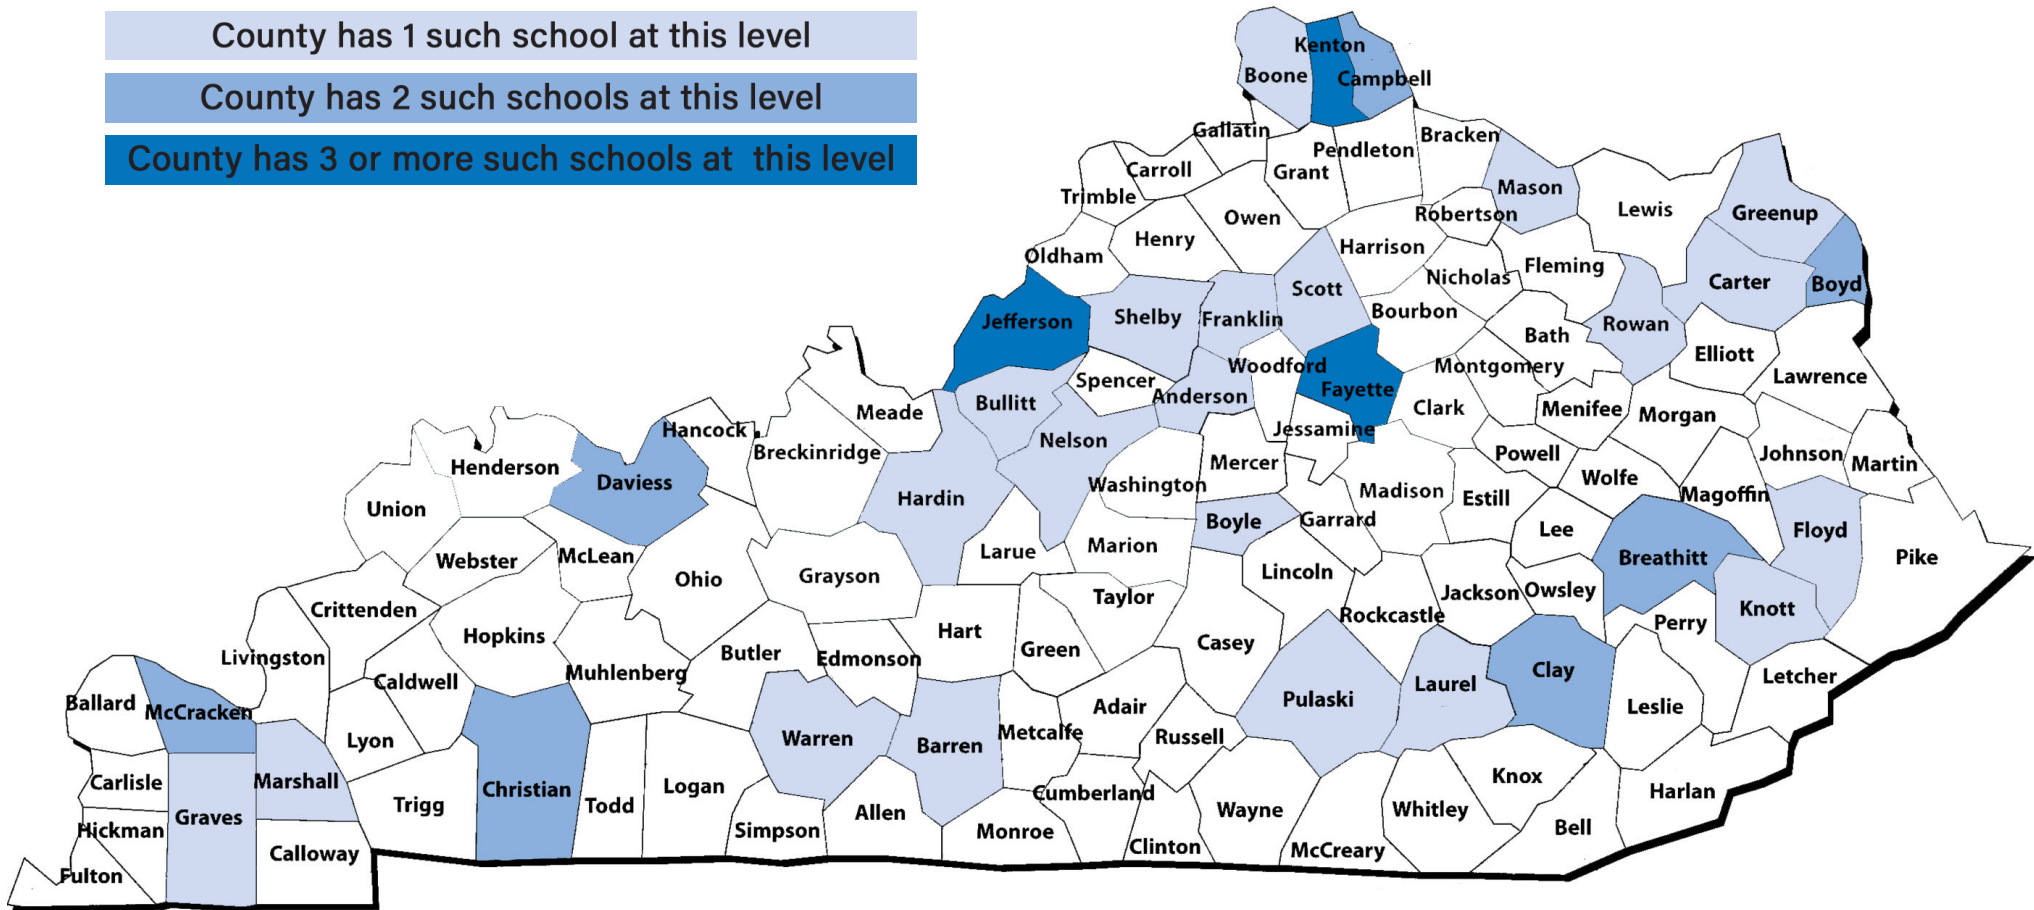 County has 1 such school at this level
County has 2 such schools at this level
County has 3 or more such schools at this level
Kenton
Boone
Campbell
Gallatin
Bracken
Pendleton
Carroll
Grant
Mason
Trimble
Owen
Robertson
Lewis
Greenup
Henry
Harrison
Oldham
Fleming
Nicholas
Carter
Boyd
Scott
Jefferson
Shelby
Franklin
Bourbon
Rowan
Bath
Elliott
Woodford
Montgomery
Spencer
Lawrence
Fayette
Anderson
Bullitt
Meade
Clark
Menifee
Morgan
Hancock
Jessamine
Nelson
Breckinridge
Powell
Johnson
Henderson
Mercer
Martin
Daviess
Wolfe
Washington
Madison
Magoffin
Hardin
Estill
Union
Boyle
Garrard
Lee
Floyd
Marion
Larue
McLean
Breathitt
Pike
Webster
Lincoln
Grayson
Ohio
Owsley
Jackson
Taylor
Crittenden
Knott
Rockcastle
Perry
Hopkins
Hart
Casey
Green
Butler
Edmonson
Livingston
Muhlenberg
Clay
Letcher
Caldwell
Laurel
Pulaski
Ballard
McCracken
Adair
Leslie
Metcalfe
Russell
Lyon
Warren
Barren
Knox
Carlisle
Marshall
Christian
Logan
Harlan
Cumberland
Trigg
Todd
Wayne
Whitley
Allen
Graves
Hickman
Simpson
Monroe
Bell
Clinton
McCreary
Calloway
Fulton